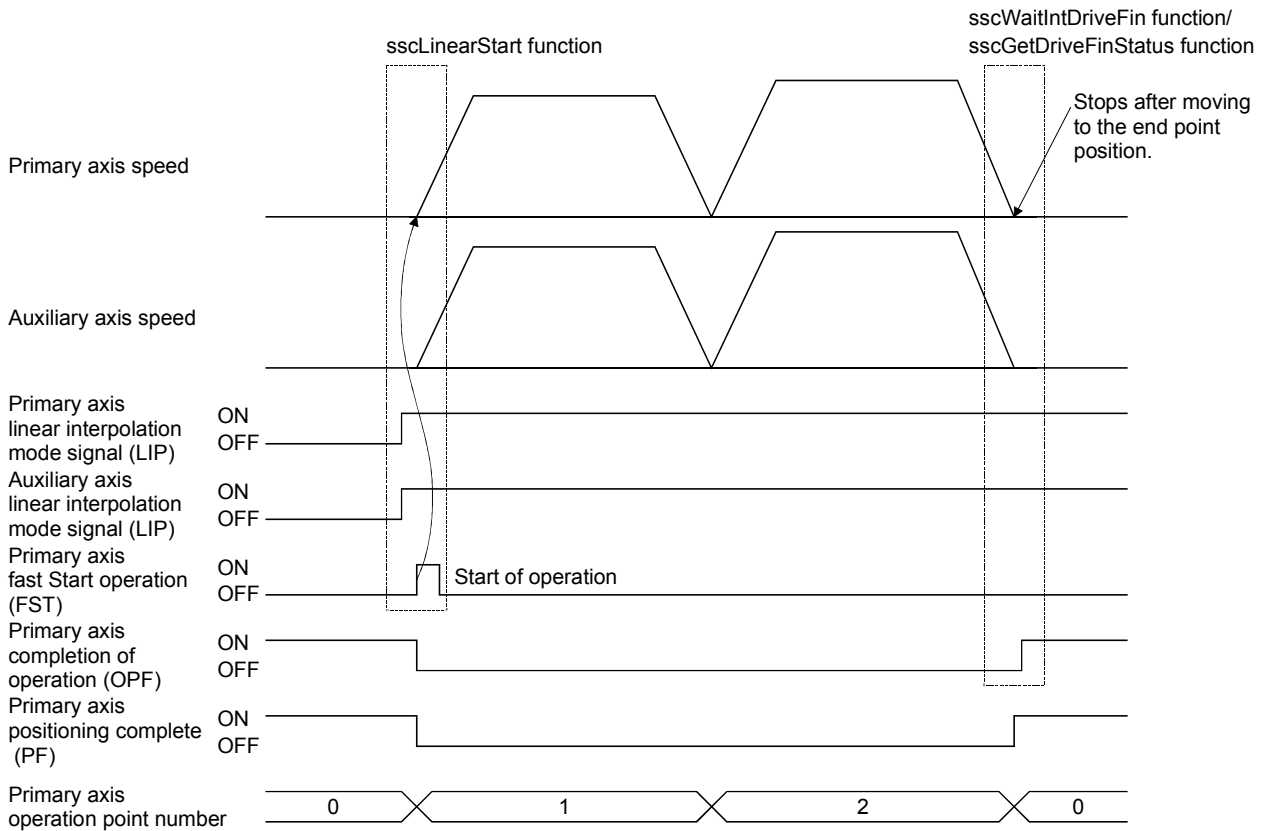 sscWaitIntDriveFin function/
sscLinearStart function
sscGetDriveFinStatus function
Stops after moving
to the end point
position.
Primary axis speed
Auxiliary axis speed
Primary axis
linear interpolation
mode signal (LIP)
ON
OFF
Auxiliary axis
linear interpolation
mode signal (LIP)
ON
OFF
Primary axis
fast Start operation
(FST)
ON
OFF
Start of operation
Primary axis
completion of
operation (OPF)
ON
OFF
Primary axis
positioning complete
(PF)
ON
OFF
Primary axis
operation point number
0
1
2
0